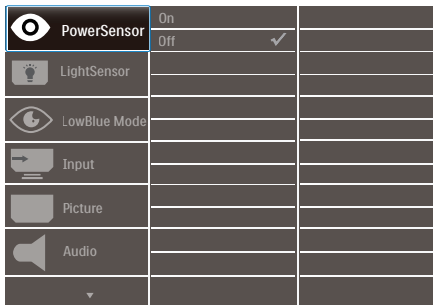 PowerSensor
On
Off
LightSensor
LowBlue Mode
Input
Picture
Audio